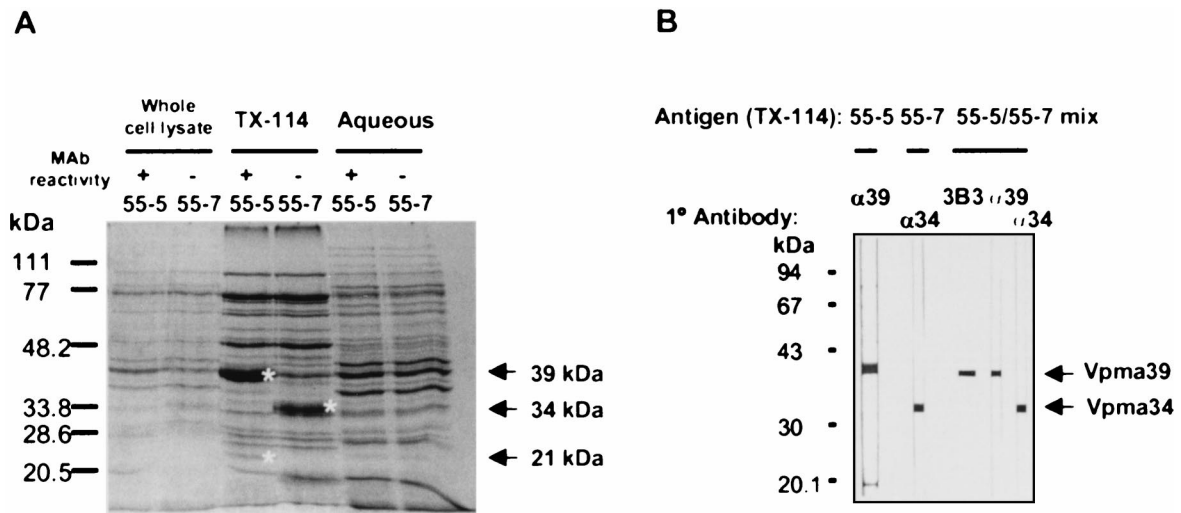 A
Whole
cell lysate
TX-114
Aqueous
MAb
reactivity
+ - + - + -
55-5 55-7 55-5 55-7 55-5 55-7
kDa
111
77
48.2
33.8
28.6
20.5
*
*
*
39 kDa
34 kDa
21 kDa
B
Antigen (TX-114): 55-5 55-7 55-5/55-7 mix
1º Antibody:
α39
α34
3B3 α39
α34
kDa
94
67
43
30
20.1
Vpma39
Vpma34